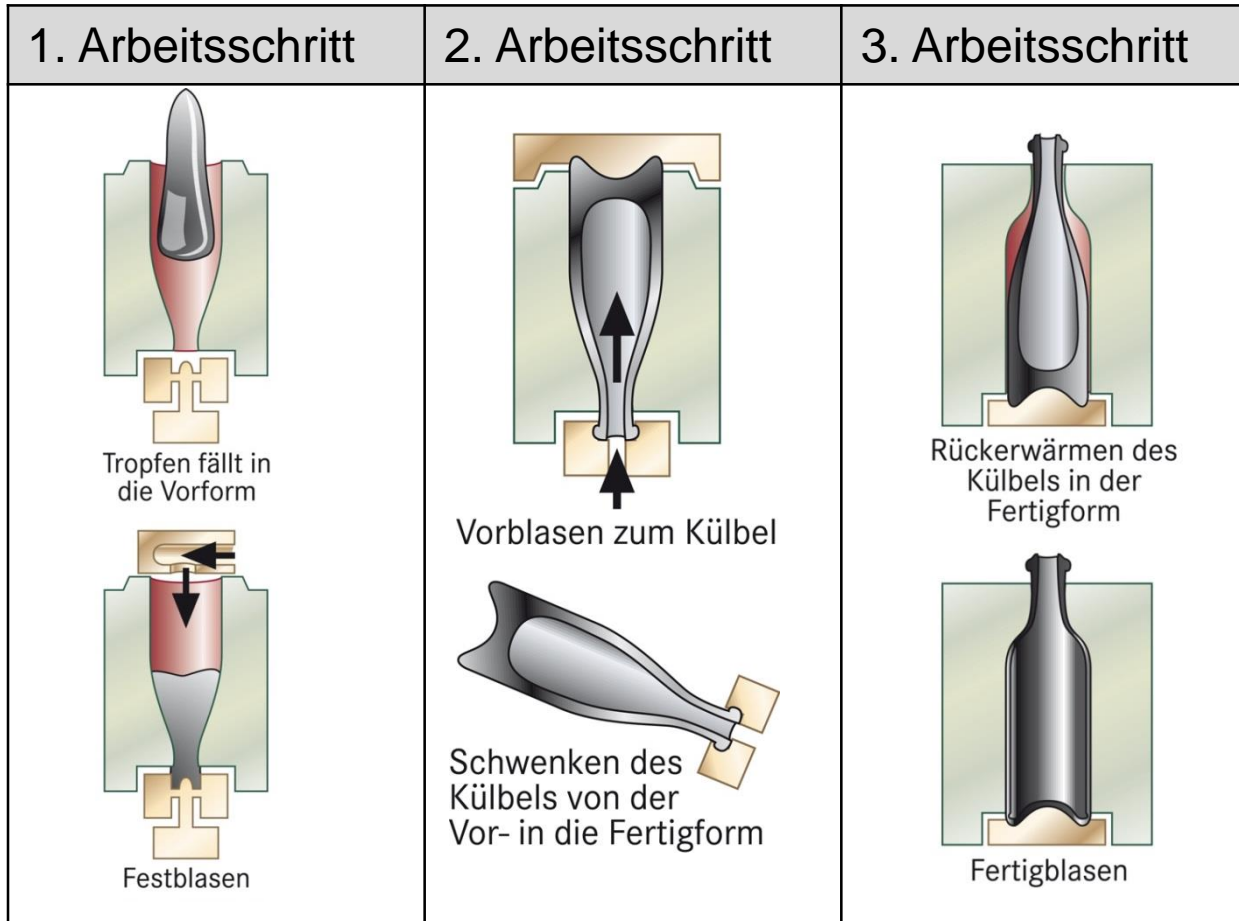 1. Arbeitsschritt
2. Arbeitsschritt
3. Arbeitsschritt
Tropfen fällt in
die Vorform
Festblasen
Vorblasen zum Külbel
Schwenken des
Külbels von der
Vor- in die Fertigform
Rückerwärmen des
Külbels in der
Fertigform
Fertigblasen